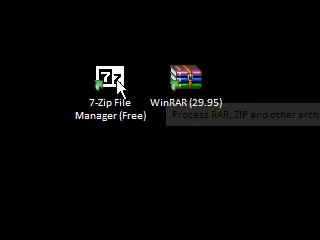 7-Zip File
Manager (Free)
WinRAR (29.95)
Process RAR, ZIP and other arch